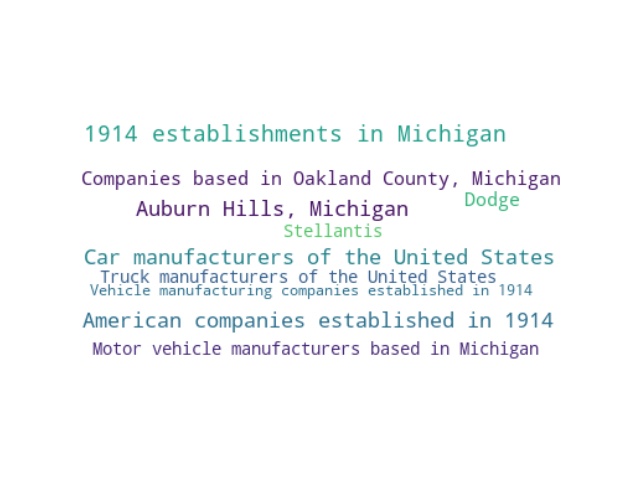 1914 establishments in Michigan
Companies based in Oakland County, Michigan
Dodge
Auburn Hills, Michigan
Stellantis
Car manufacturers of the United States
Truck manufacturers of the United States
Vehicle manufacturing companies established in 1914
American companies established in 1914
Motor vehicle manufacturers based in Michigan